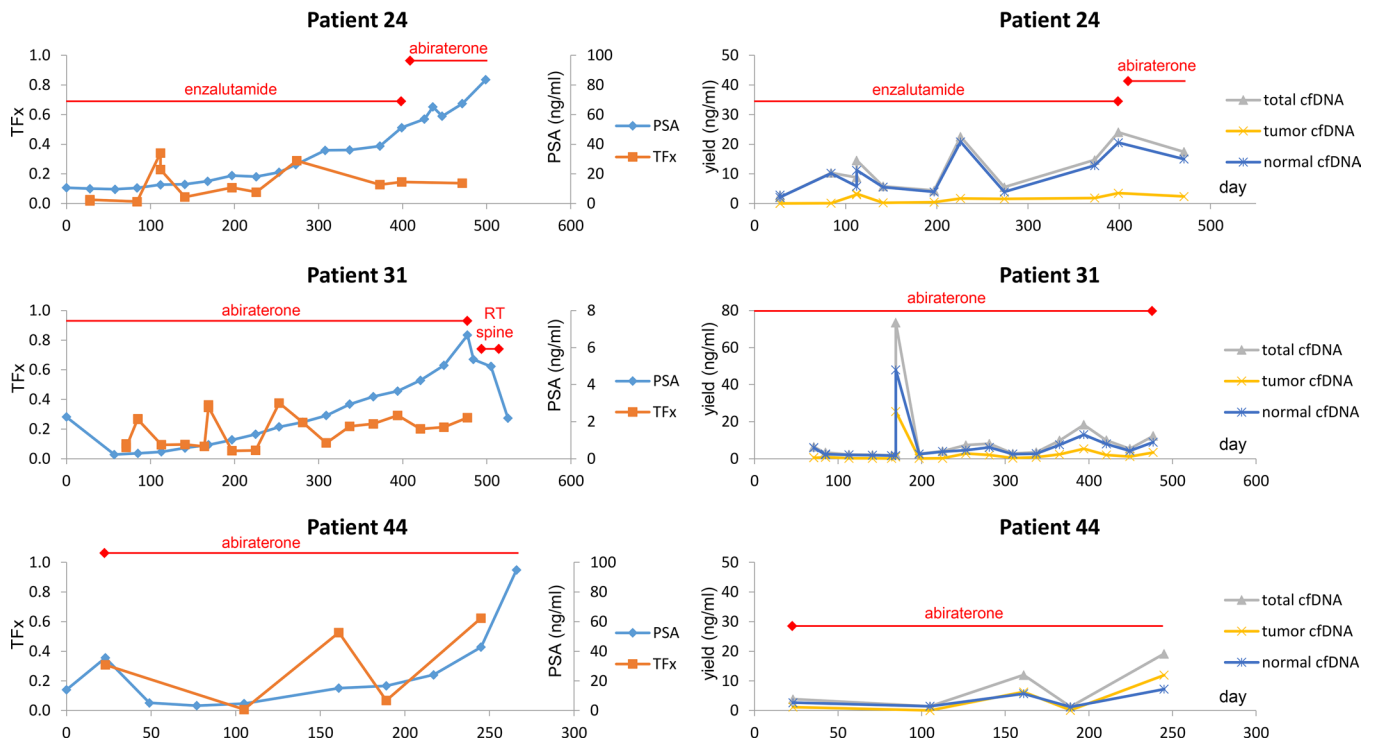 Patient 24
abiraterone
enzalutamide
TFx
1.0
0.8
0.6
0.4
0.2
0.0
0 100 200 300 400 500 600
PSA (ng/ml)
100
80
60
40
20
0
PSA
TFx
Patient 24
abiraterone
enzalutamide
yield (ng/ml)
50
40
30
20
10
0
0 100 200 300 400 500
day
total cfDNA
tumor cfDNA
normal cfDNA
Patient 31
abiraterone
RT
spine
TFx
1.0
0.8
0.6
0.4
0.2
0.0
0 100 200 300 400 500 600
PSA (ng/ml)
8
6
4
2
0
PSA
TFx
Patient 31
abiraterone
yield (ng/ml)
80
60
40
20
0
0 100 200 300 400 500 600
day
total cfDNA
tumor cfDNA
normal cfDNA
Patient 44
abiraterone
TFx
1.0
0.8
0.6
0.4
0.2
0.0
0 50 100 150 200 250 300
PSA (ng/ml)
100
80
60
40
20
0
PSA
TFx
Patient 44
abiraterone
yield (ng/ml)
50
40
30
20
10
0
0 50 100 150 200 250 300
day
total cfDNA
tumor cfDNA
normal cfDNA